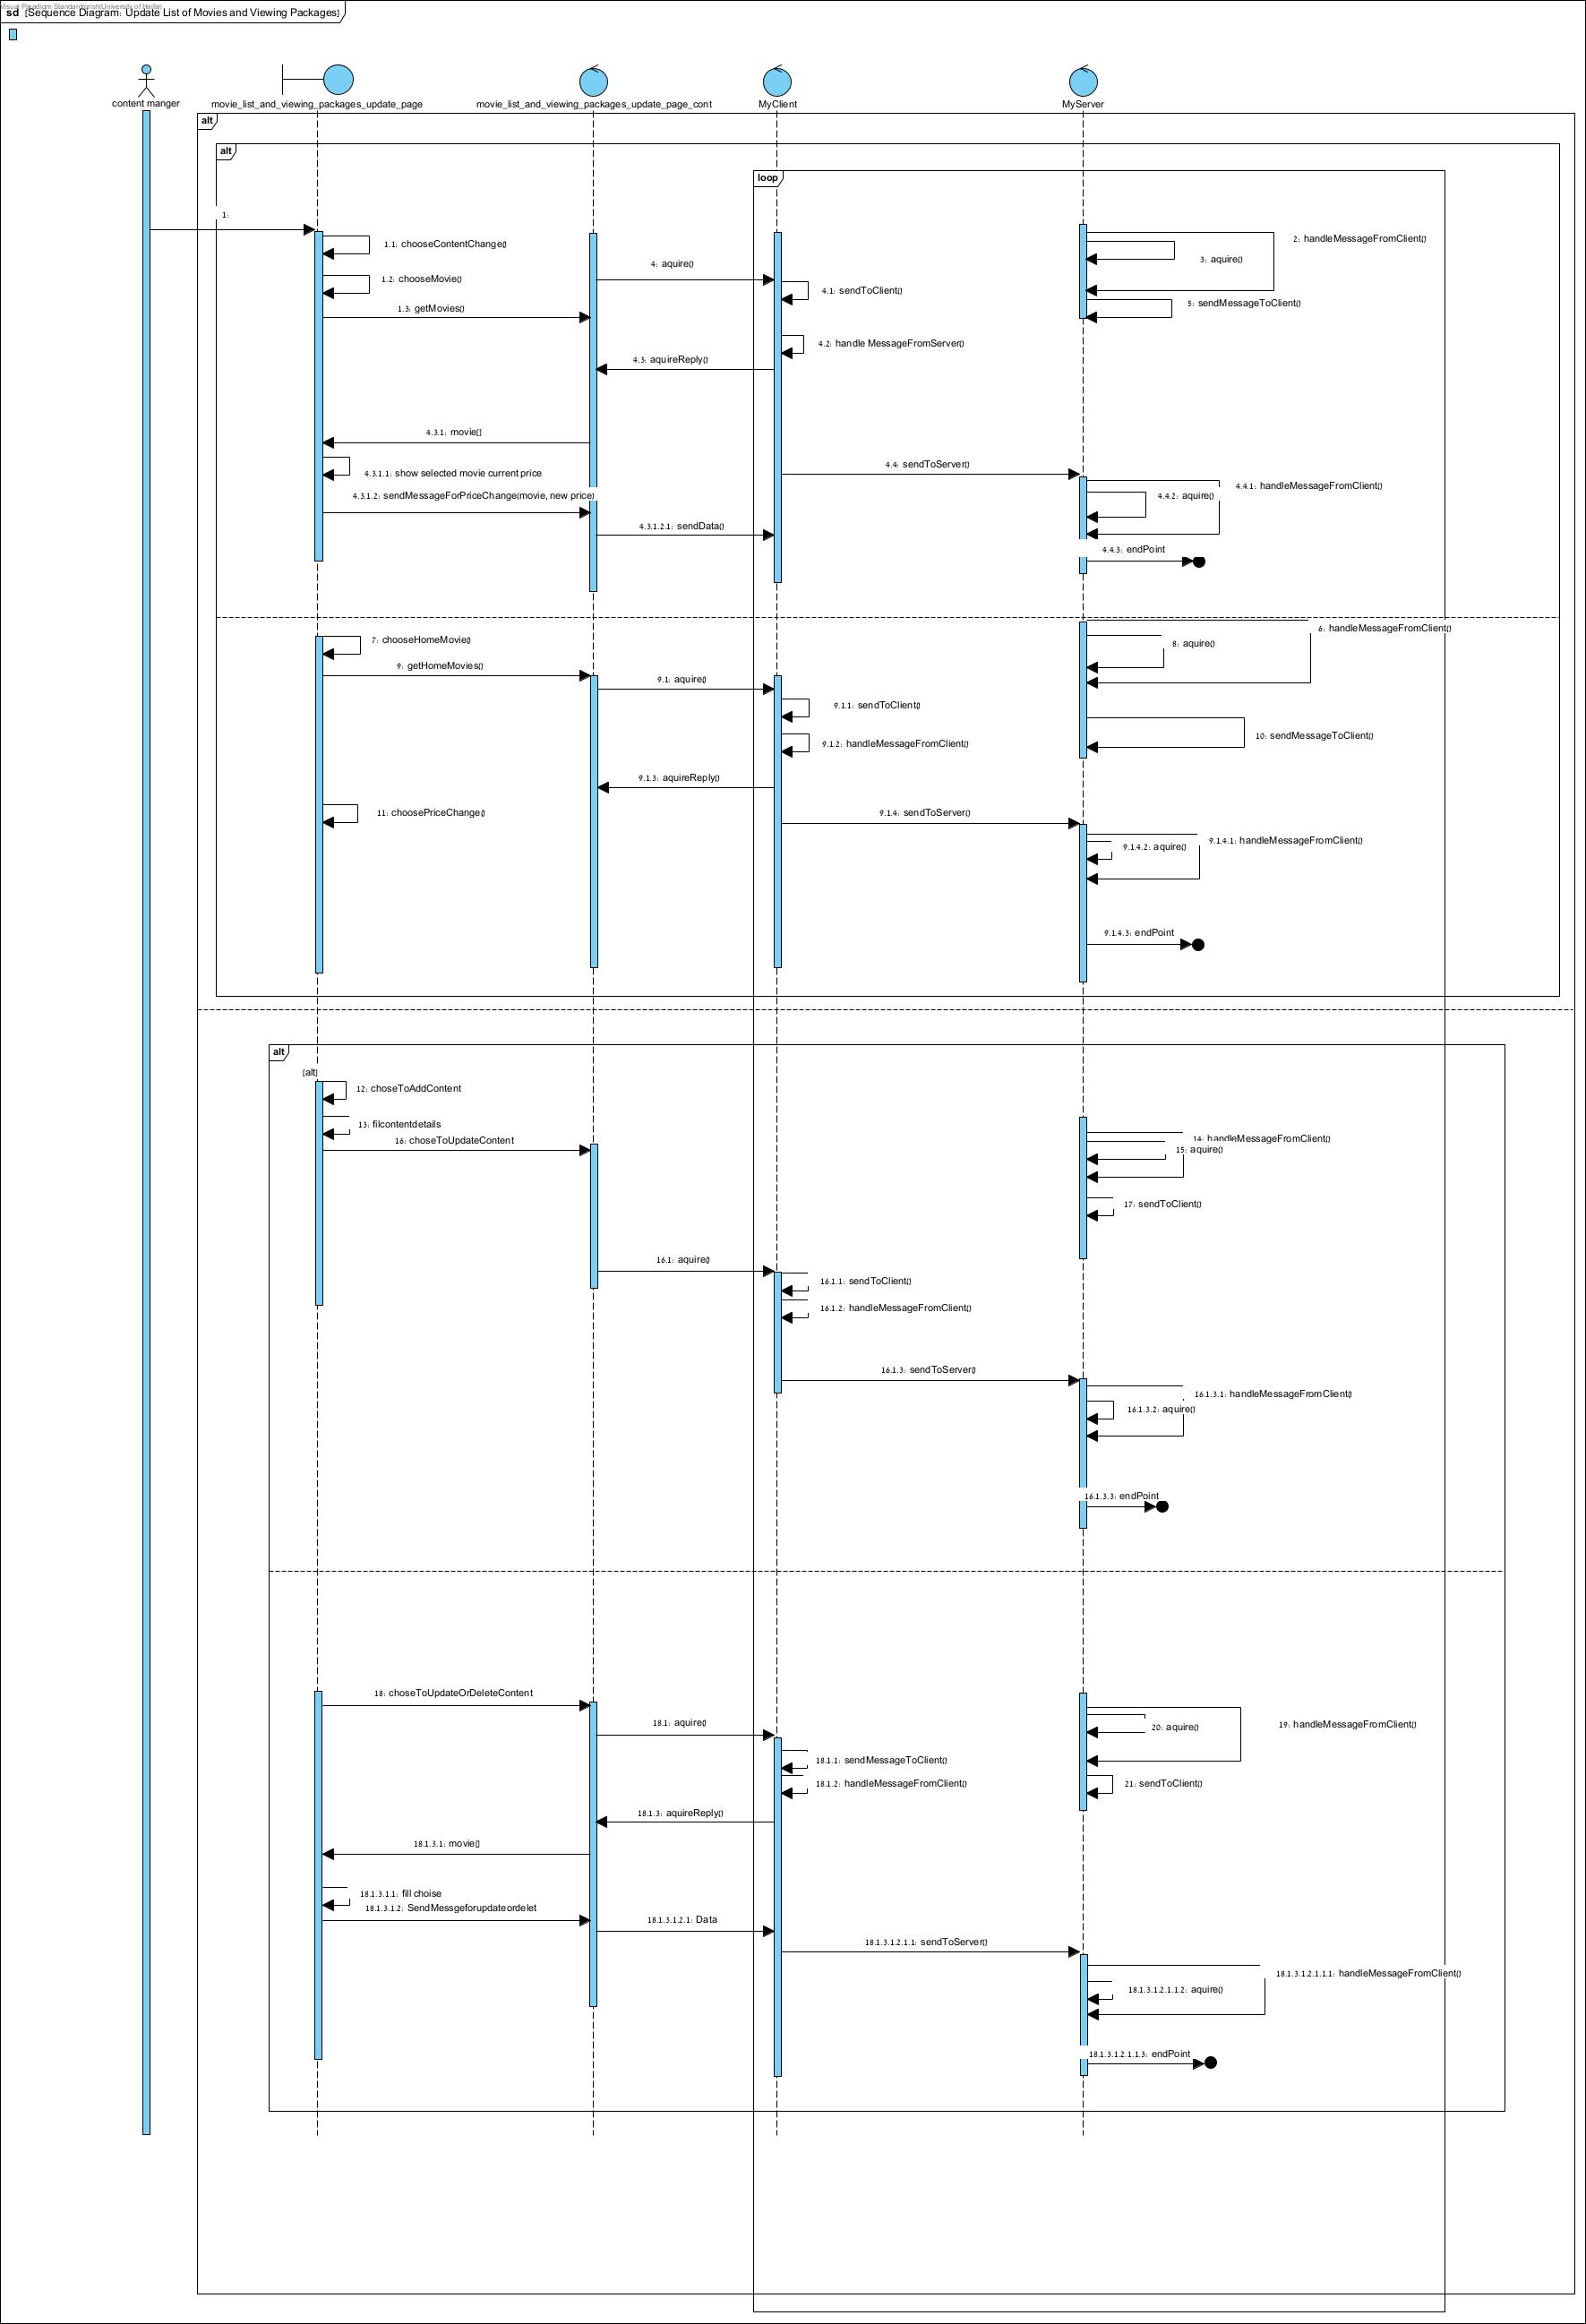 Visual Paradigm Standard(orish(University of Haifa))
sd [Sequence Diagram: Update List of Movies and Viewing Packages]
content manger
movie_list_and_viewing_packages_update_page
movie_list_and_viewing_packages_update_page_cont
MyClient
MyServer
alt
alt
loop
1:
2: handleMessageFromClient()
1.1: chooseContentChange()
3: aquire()
4: aquire()
1.2: chooseMovie()
4.1: sendToClient()
5: sendMessageToClient()
1.3: getMovies()
4.2: handle MessageFromServer()
4.3: aquireReply()
4.3.1: movie[]
4.4: sendToServer()
4.3.1.1: show selected movie current price
4.4.1: handleMessageFromClient()
4.3.1.2: sendMessageForPriceChange(movie, new price)
4.4.2: aquire()
4.3.1.2.1: sendData()
4.4.3: endPoint
6: handleMessageFromClient()
7: chooseHomeMovie()
8: aquire()
9: getHomeMovies()
9.1: aquire()
9.1.1: sendToClient()
10: sendMessageToClient()
9.1.2: handleMessageFromClient()
9.1.3: aquireReply()
11: choosePriceChange()
9.1.4: sendToServer()
9.1.4.1: handleMessageFromClient()
9.1.4.2: aquire()
9.1.4.3: endPoint
alt
[alt]
12: choseToAddContent
13: filcontentdetails
14: handleMessageFromClient()
16: choseToUpdateContent
15: aquire()
17: sendToClient()
16.1: aquire()
16.1.1: sendToClient()
16.1.2: handleMessageFromClient()
16.1.3: sendToServer()
16.1.3.1: handleMessageFromClient()
16.1.3.2: aquire()
16.1.3.3: endPoint
18: choseToUpdateOrDeleteContent
18.1: aquire()
20: aquire()
19: handleMessageFromClient()
18.1.1: sendMessageToClient()
18.1.2: handleMessageFromClient()
21: sendToClient()
18.1.3: aquireReply()
18.1.3.1: movie[]
18.1.3.1.1: fill choise
18.1.3.1.2: SendMessgeforupdateordelet
18.1.3.1.2.1: Data
18.1.3.1.2.1.1: sendToServer()
18.1.3.1.2.1.1.1: handleMessageFromClient()
18.1.3.1.2.1.1.2: aquire()
18.1.3.1.2.1.1.3: endPoint